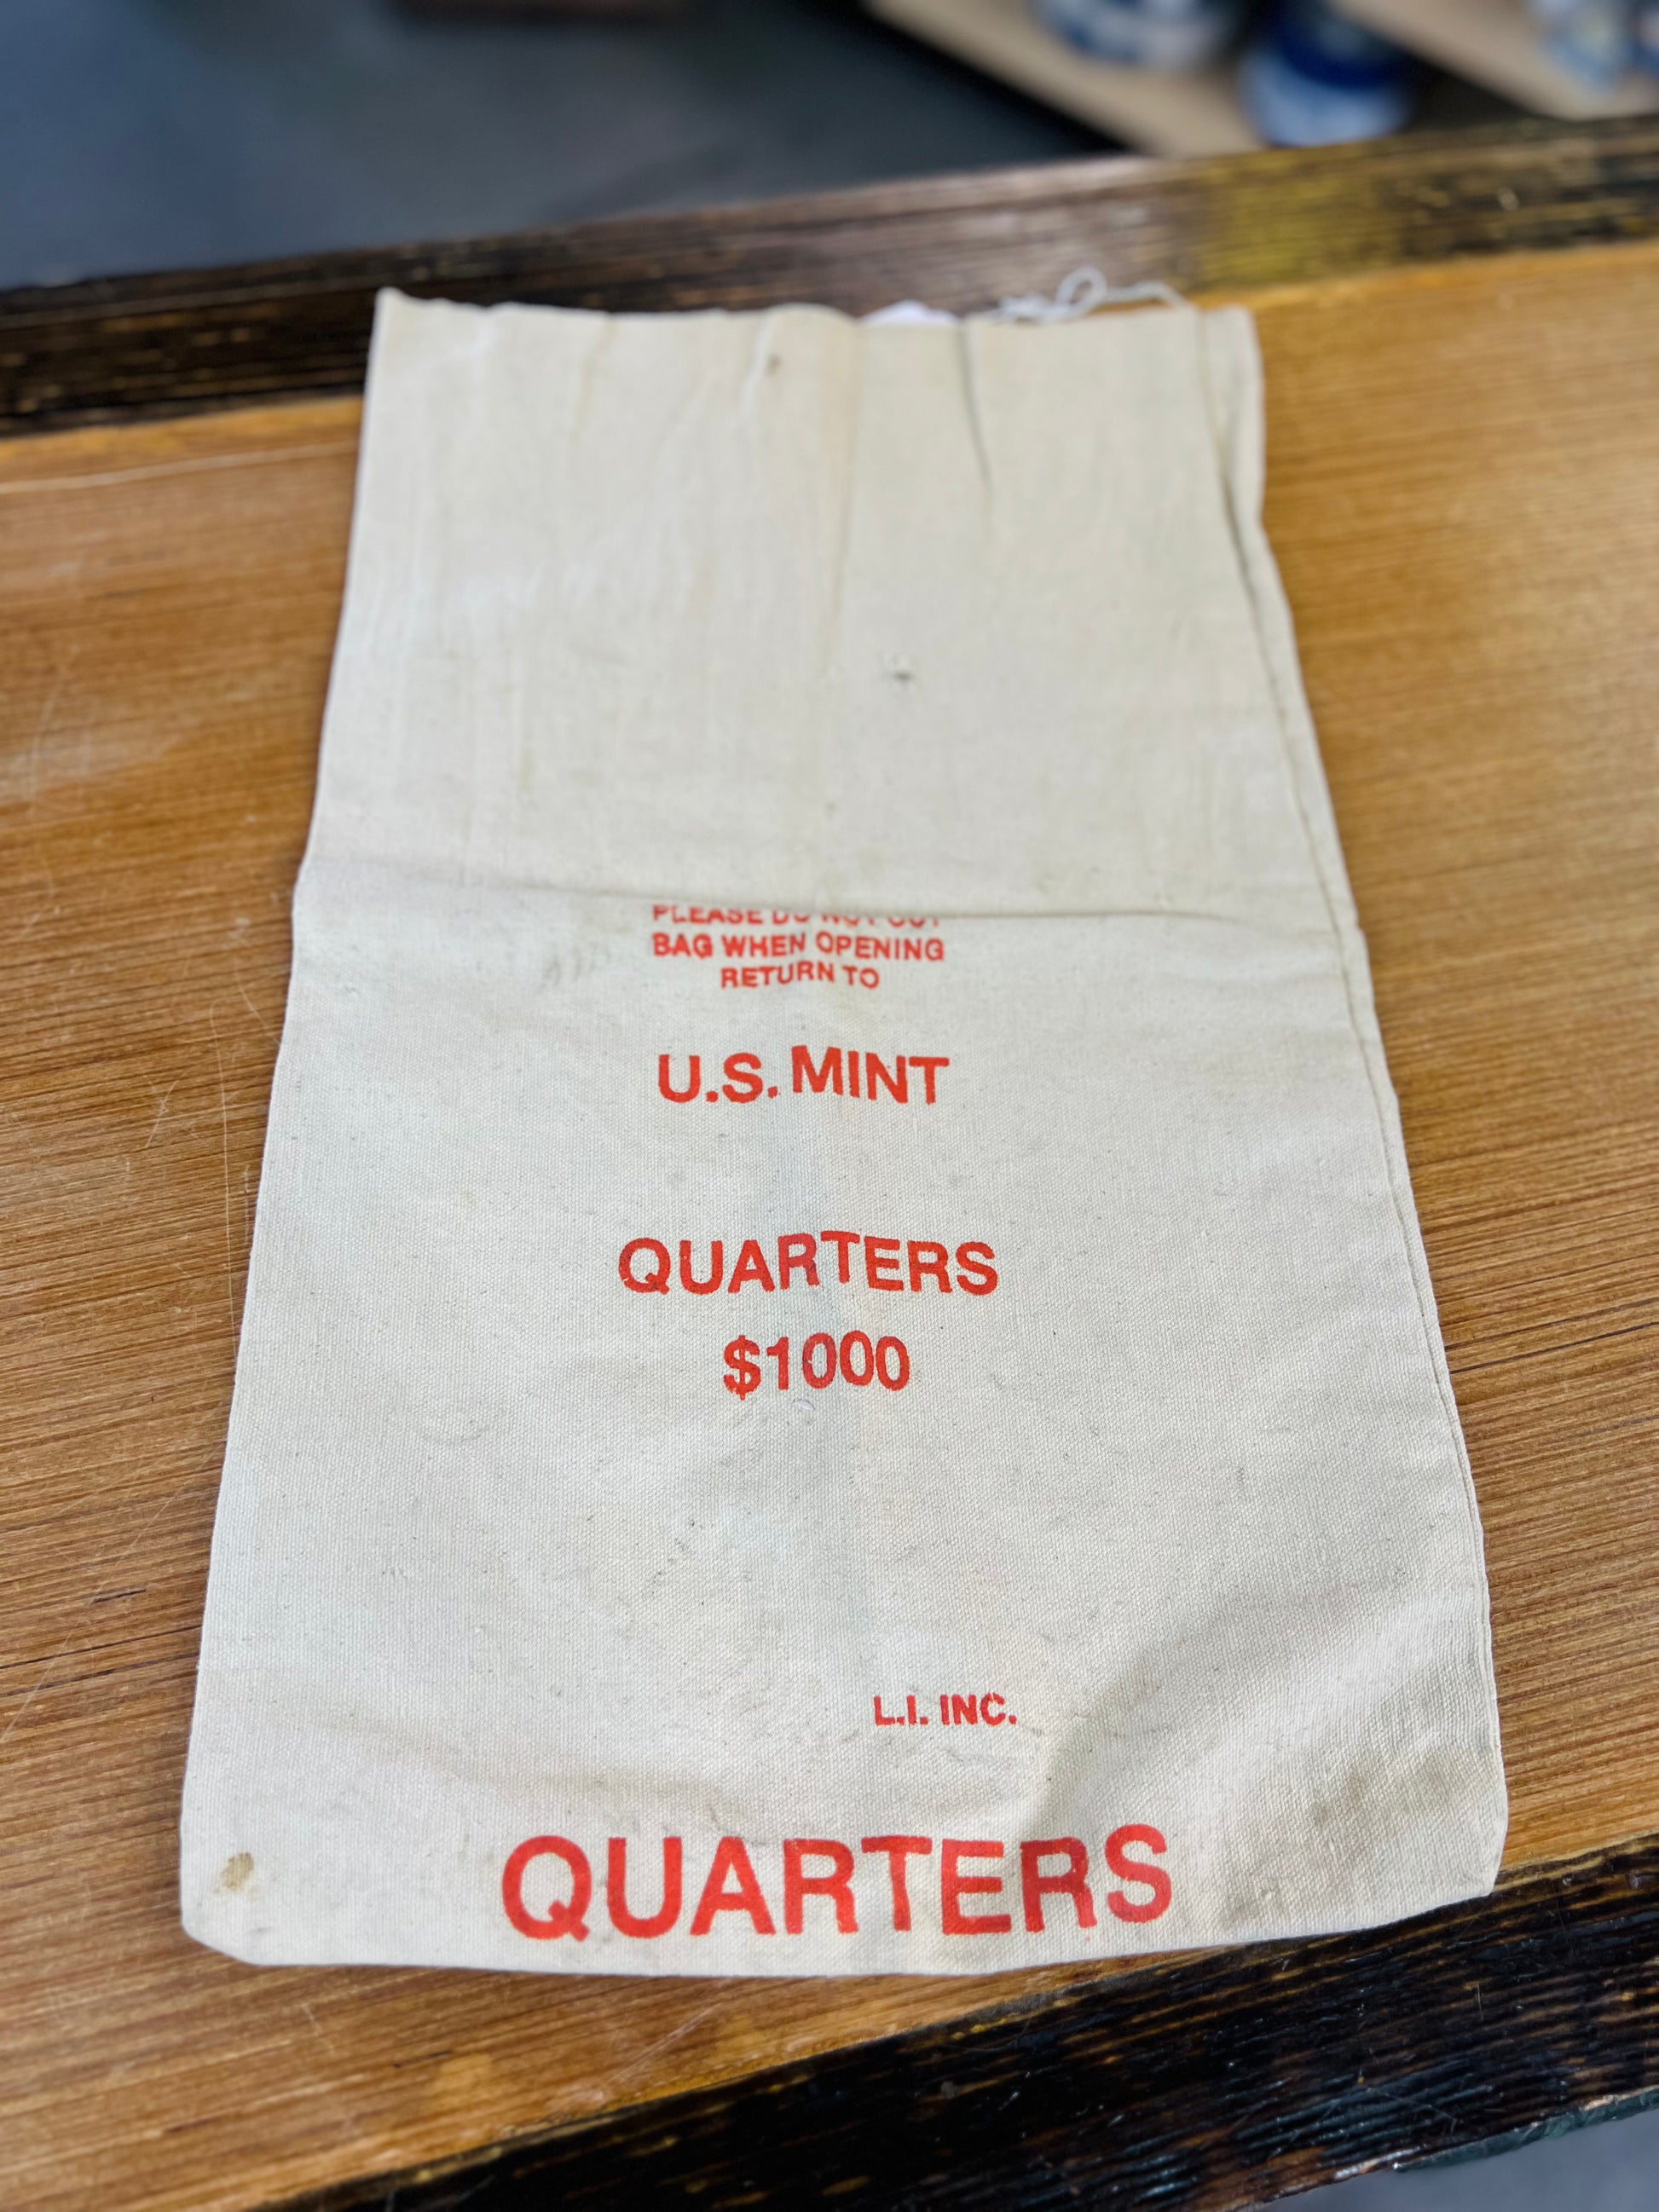 PLEASE DO NOT CUT
BAG WHEN OPENING
RETURN TO
U.S. MINT
QUARTERS
$1000
L.I. INC.
QUARTERS